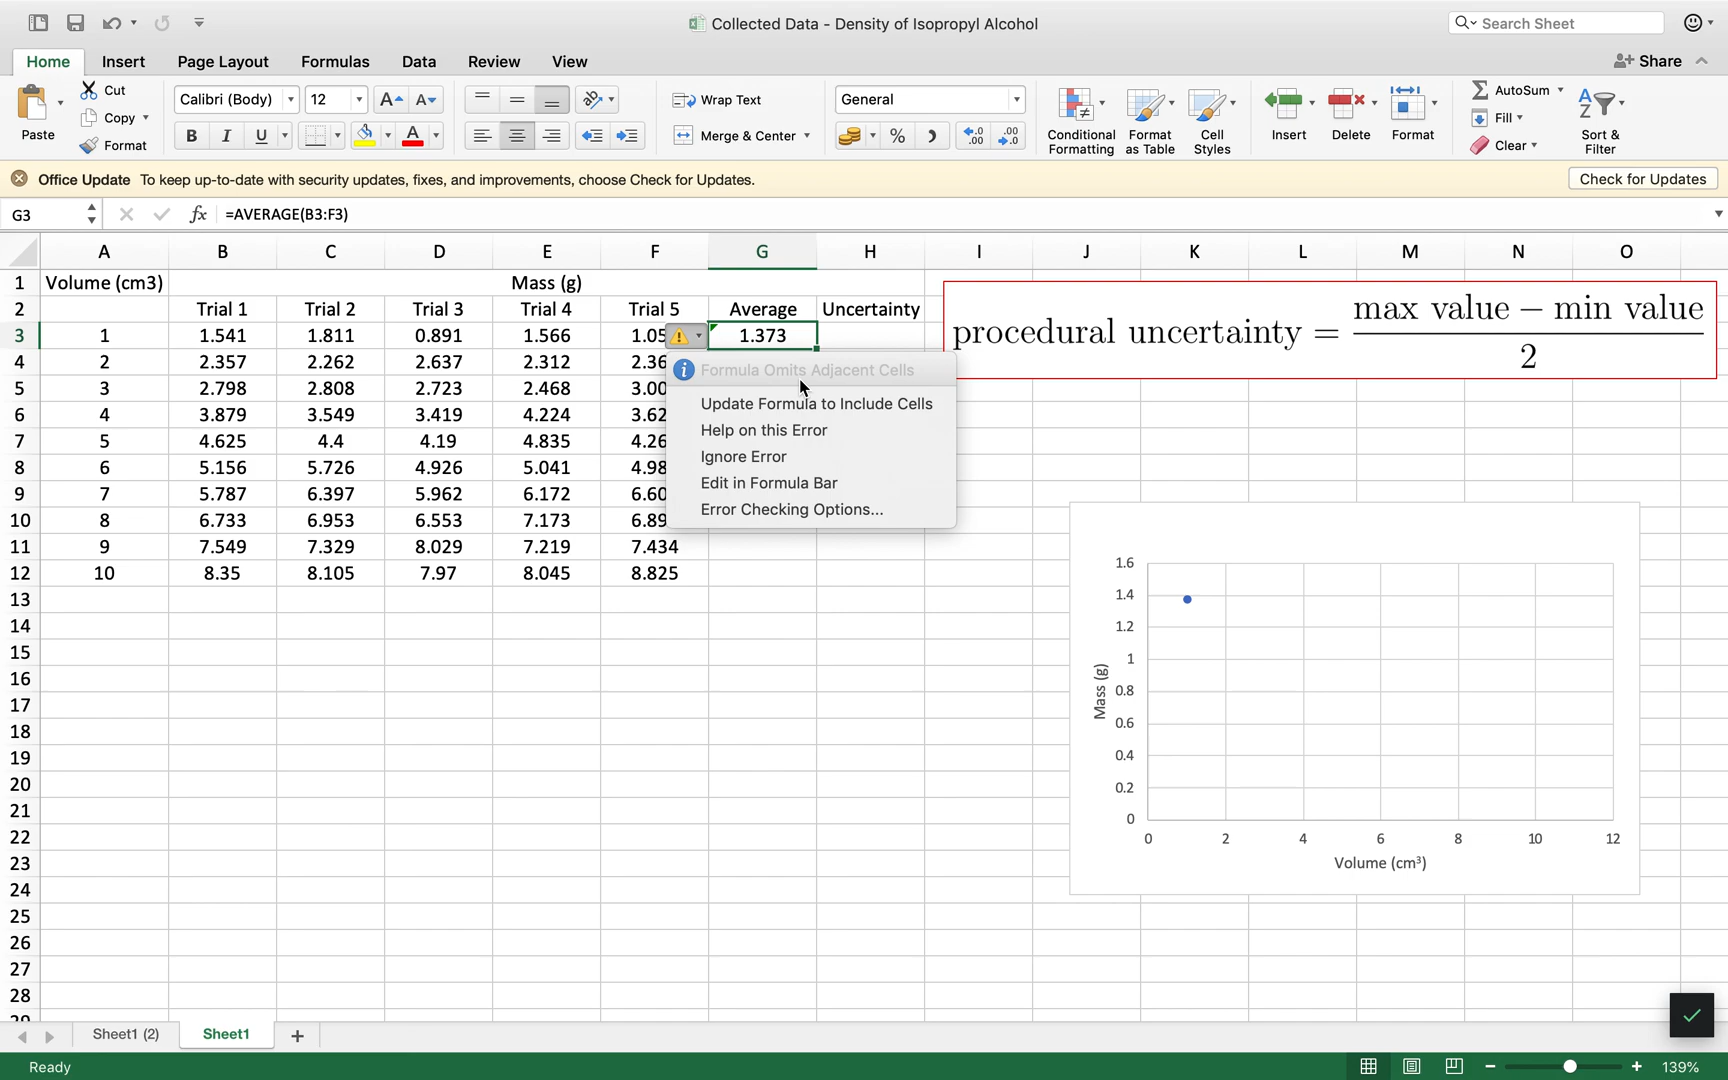 Collected Data - Density of Isopropyl Alcohol
Search Sheet
Home Insert Page Layout Formulas Data Review View
Share
Paste
Cut
Copy
Format
Calibri (Body) 12
B I U
Wrap Text
Merge & Center
General
Conditional Formatting
Format as Table
Cell Styles
Insert
Delete
Format
AutoSum
Fill
Clear
Sort & Filter
Office Update To keep up-to-date with security updates, fixes, and improvements, choose Check for Updates.
Check for Updates
G3 fx =AVERAGE(B3:F3)
A B C D E F G H I J K L M N O
1 Volume (cm3) Mass (g)
2 Trial 1 Trial 2 Trial 3 Trial 4 Trial 5 Average Uncertainty
3 1 1.541 1.811 0.891 1.566 1.05 1.373
4 2 2.357 2.262 2.637 2.312 2.36
5 3 2.798 2.808 2.723 2.468 3.00
6 4 3.879 3.549 3.419 4.224 3.62
7 5 4.625 4.4 4.19 4.835 4.26
8 6 5.156 5.726 4.926 5.041 4.98
9 7 5.787 6.397 5.962 6.172 6.60
10 8 6.733 6.953 6.553 7.173 6.89
11 9 7.549 7.329 8.029 7.219 7.434
12 10 8.35 8.105 7.97 8.045 8.825
13
14
15
16
17
18
19
20
21
22
23
24
25
26
27
28
Formula Omits Adjacent Cells
Update Formula to Include Cells
Help on this Error
Ignore Error
Edit in Formula Bar
Error Checking Options...
procedural uncertainty = max value – min value
2
1.6
1.4
1.2
1
0.8
0.6
0.4
0.2
0
Mass (g)
0 2 4 6 8 10 12
Volume (cm³)
Sheet1 (2) Sheet1 +
Ready
139%